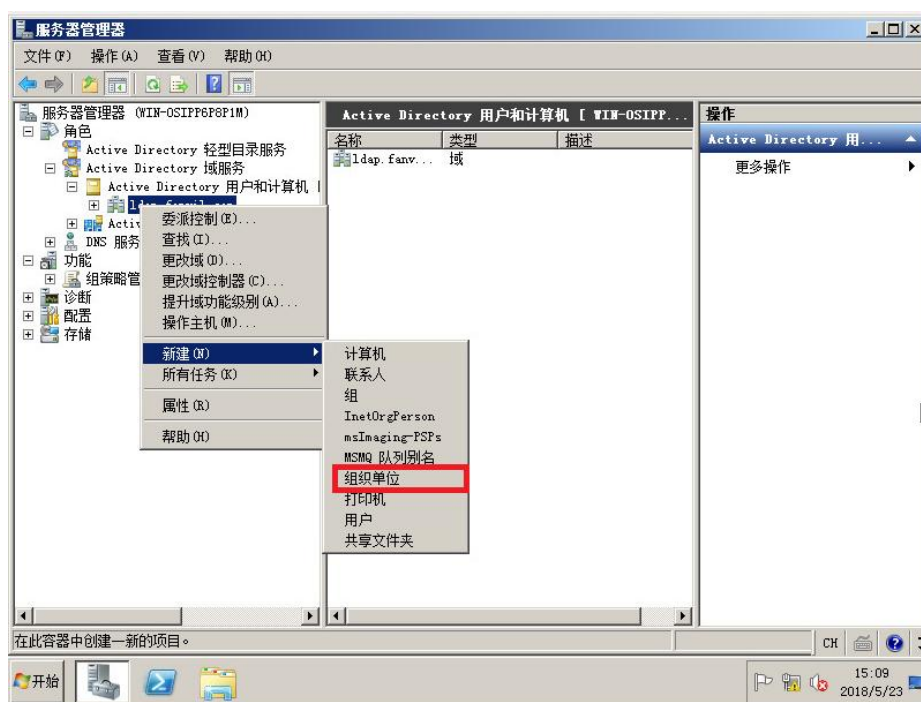 服务器管理器
文件(F) 操作(A) 查看(V) 帮助(H)
服务器管理器 (WIN-OSIPP6P8P1M)
角色
Active Directory 轻型目录服务
Active Directory 域服务
Active Directory 用户和计算机
Activ
DNS 服务
功能
组策略管
诊断
配置
存储
委派控制(E)...
查找(I)...
更改域(D)...
更改域控制器(C)...
提升域功能级别(A)...
操作主机(M)...
新建(N)
所有任务(K)
属性(R)
帮助(H)
计算机
联系人
组
InetOrgPerson
msImaging-PSPs
MSMQ 队列别名
组织单位
打印机
用户
共享文件夹
Active Directory 用户和计算机 [ WIN-OSIPP...
名称 类型 描述
ldap.fanv... 域
操作
Active Directory 用...
更多操作
在此容器中创建一新的项目。
CH
开始
15:09
2018/5/23